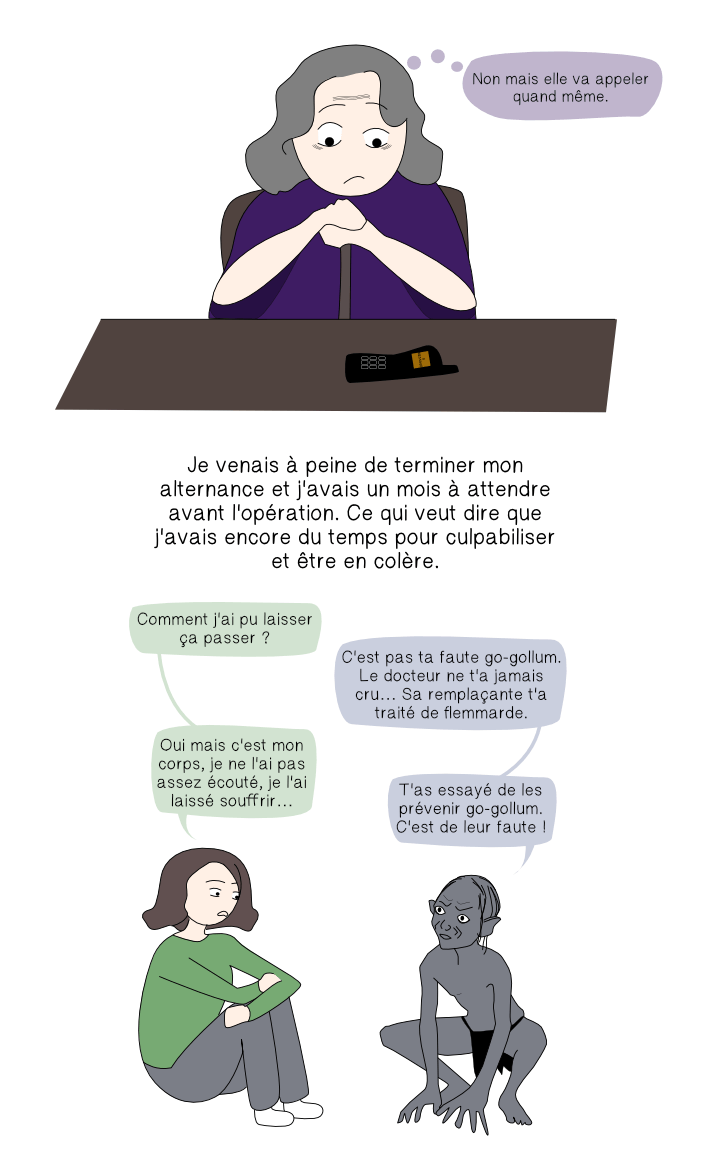 Non mais elle va appeler
quand même.
Je venais à peine de terminer mon
alternance et j'avais un mois à attendre
avant l'opération. Ce qui veut dire que
j'avais encore du temps pour culpabiliser
et être en colère.
Comment j'ai pu laisser
ça passer ?
C'est pas ta faute go-gollum.
Le docteur ne t'a jamais
cru... Sa remplaçante t'a
traité de flemmarde.
Oui mais c'est mon
corps, je ne l'ai pas
assez écouté, je l'ai
laissé souffrir...
T'as essayé de les
prévenir go-gollum.
C'est de leur faute !